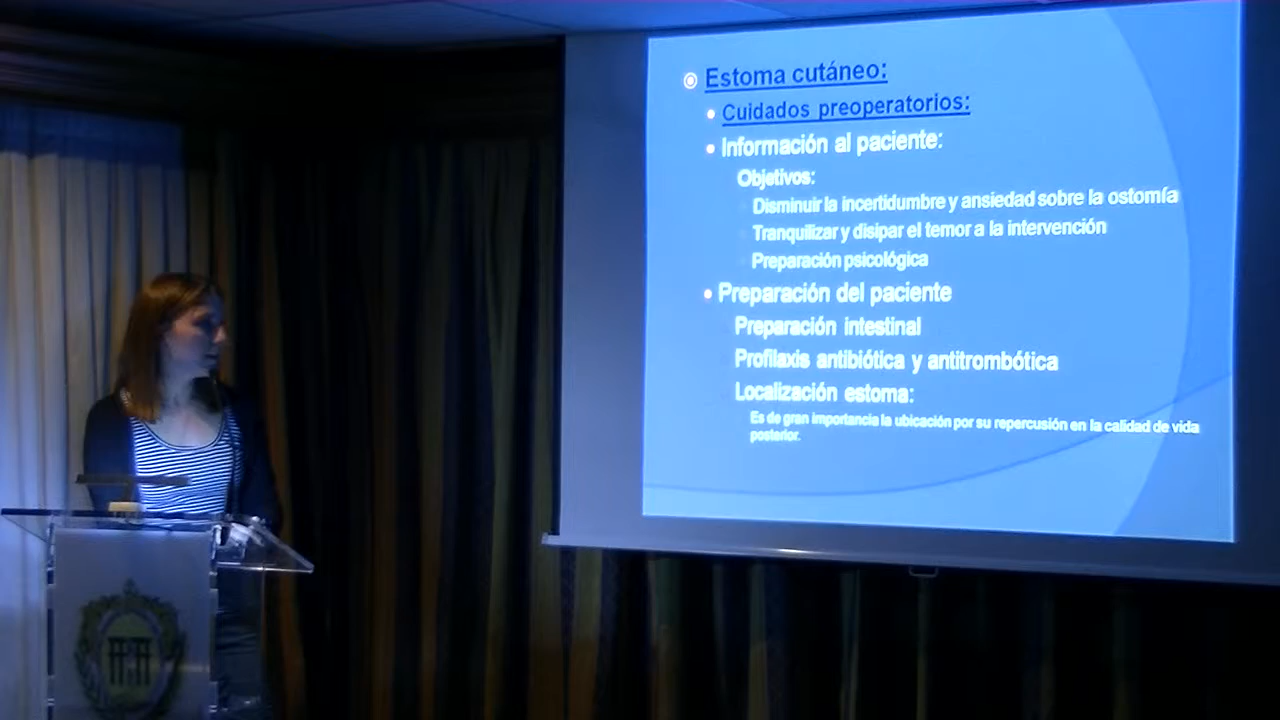 Estoma cutáneo:
Cuidados preoperatorios:
Información al paciente:
Objetivos:
Disminuir la incertidumbre y ansiedad sobre la ostomía
Tranquilizar y disipar el temor a la intervención
Preparación psicológica
Preparación del paciente
Preparación intestinal
Profilaxis antibiótica y antitrombótica
Localización estoma:
Es de gran importancia la ubicación por su repercusión en la calidad de vida
posterior.